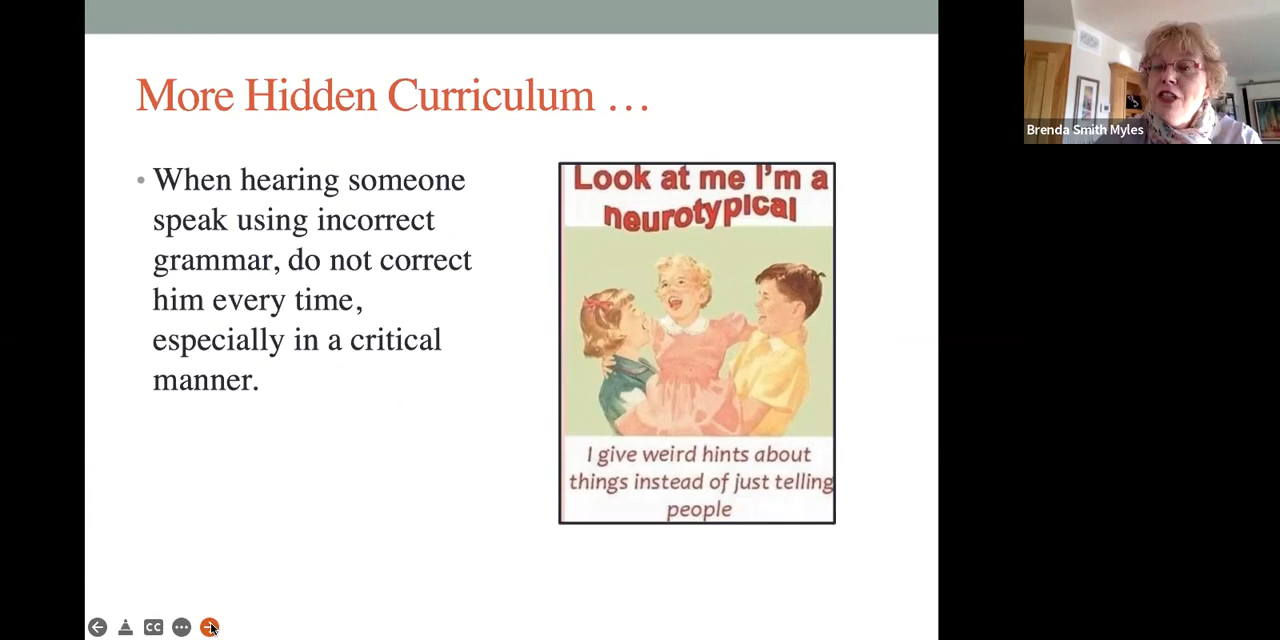 More Hidden Curriculum …
• When hearing someone
speak using incorrect
grammar, do not correct
him every time,
especially in a critical
manner.
Look at me I'm a
neurotypical
I give weird hints about
things instead of just telling
people
Brenda Smith Myles
CC